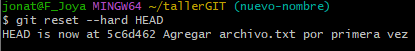 jonat@F_Joya MINGW64 ~/tallerGIT (nuevo-nombre)
$ git reset --hard HEAD
HEAD is now at 5c6d462 Agregar archivo.txt por primera vez